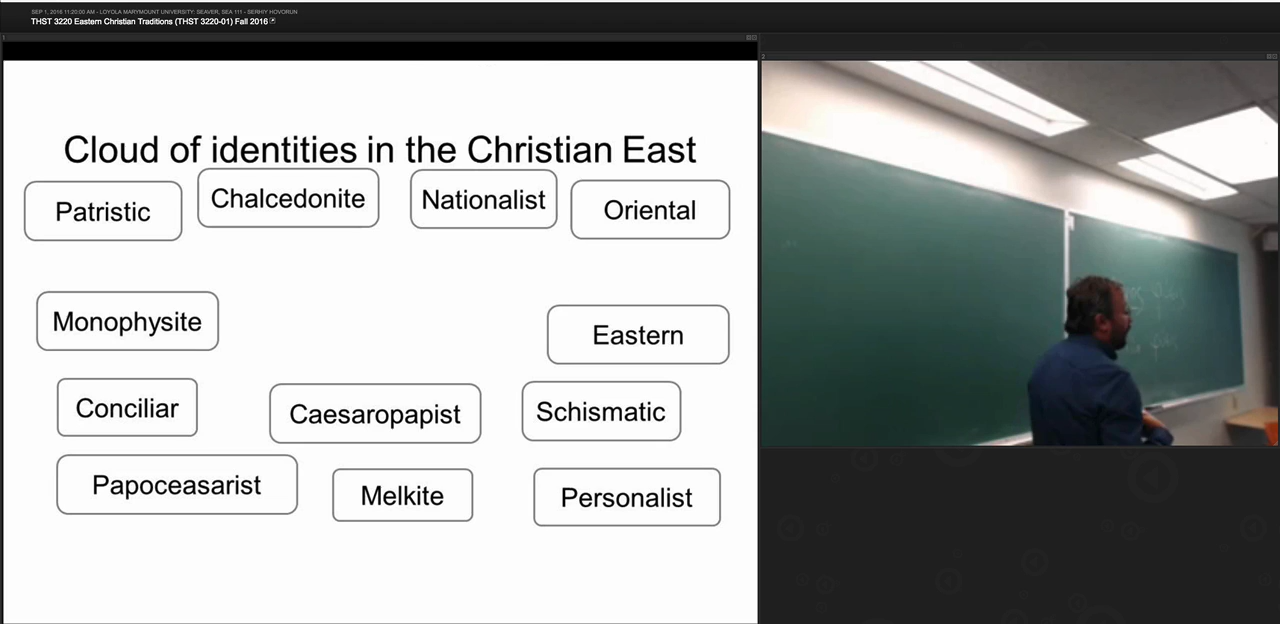 SEP 1, 2016 11:20:00 AM - LOYOLA MARYMOUNT UNIVERSITY: SEAVER, SEA 111 - SERHIY HOVORUN
THST 3220 Eastern Christian Traditions (THST 3220-01) Fall 2016
1
2
Cloud of identities in the Christian East
Patristic
Chalcedonite
Nationalist
Oriental
Monophysite
Eastern
Conciliar
Caesaropapist
Schismatic
Papoceasarist
Melkite
Personalist